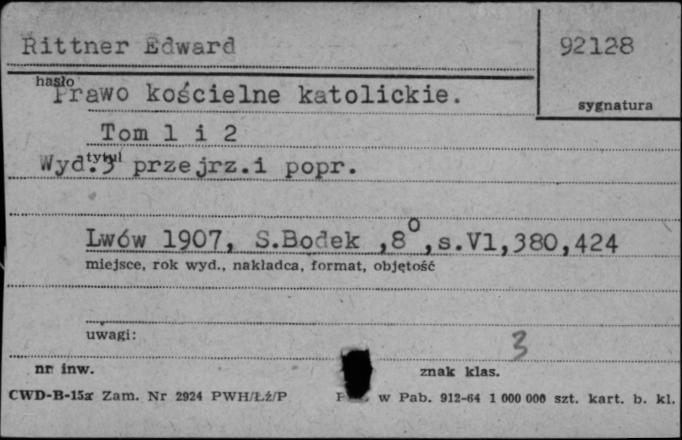 Rittner Edward
92128
hasło
Prawo kościelne katolickie.
sygnatura
Tom 1 i 2
tytuł
Wyd.3 przejrz.i popr.
Lwów 1907, S.Bodek ,8⁰,s.V1,380,424
miejsce, rok wyd., nakładca, format, objętość
uwagi:
3
nr inw.
znak klas.
CWD-B-15a Zam. Nr 2924 PWH/Łź/P
w Pab. 912-64 1 000 000 szt. kart. b. kl.